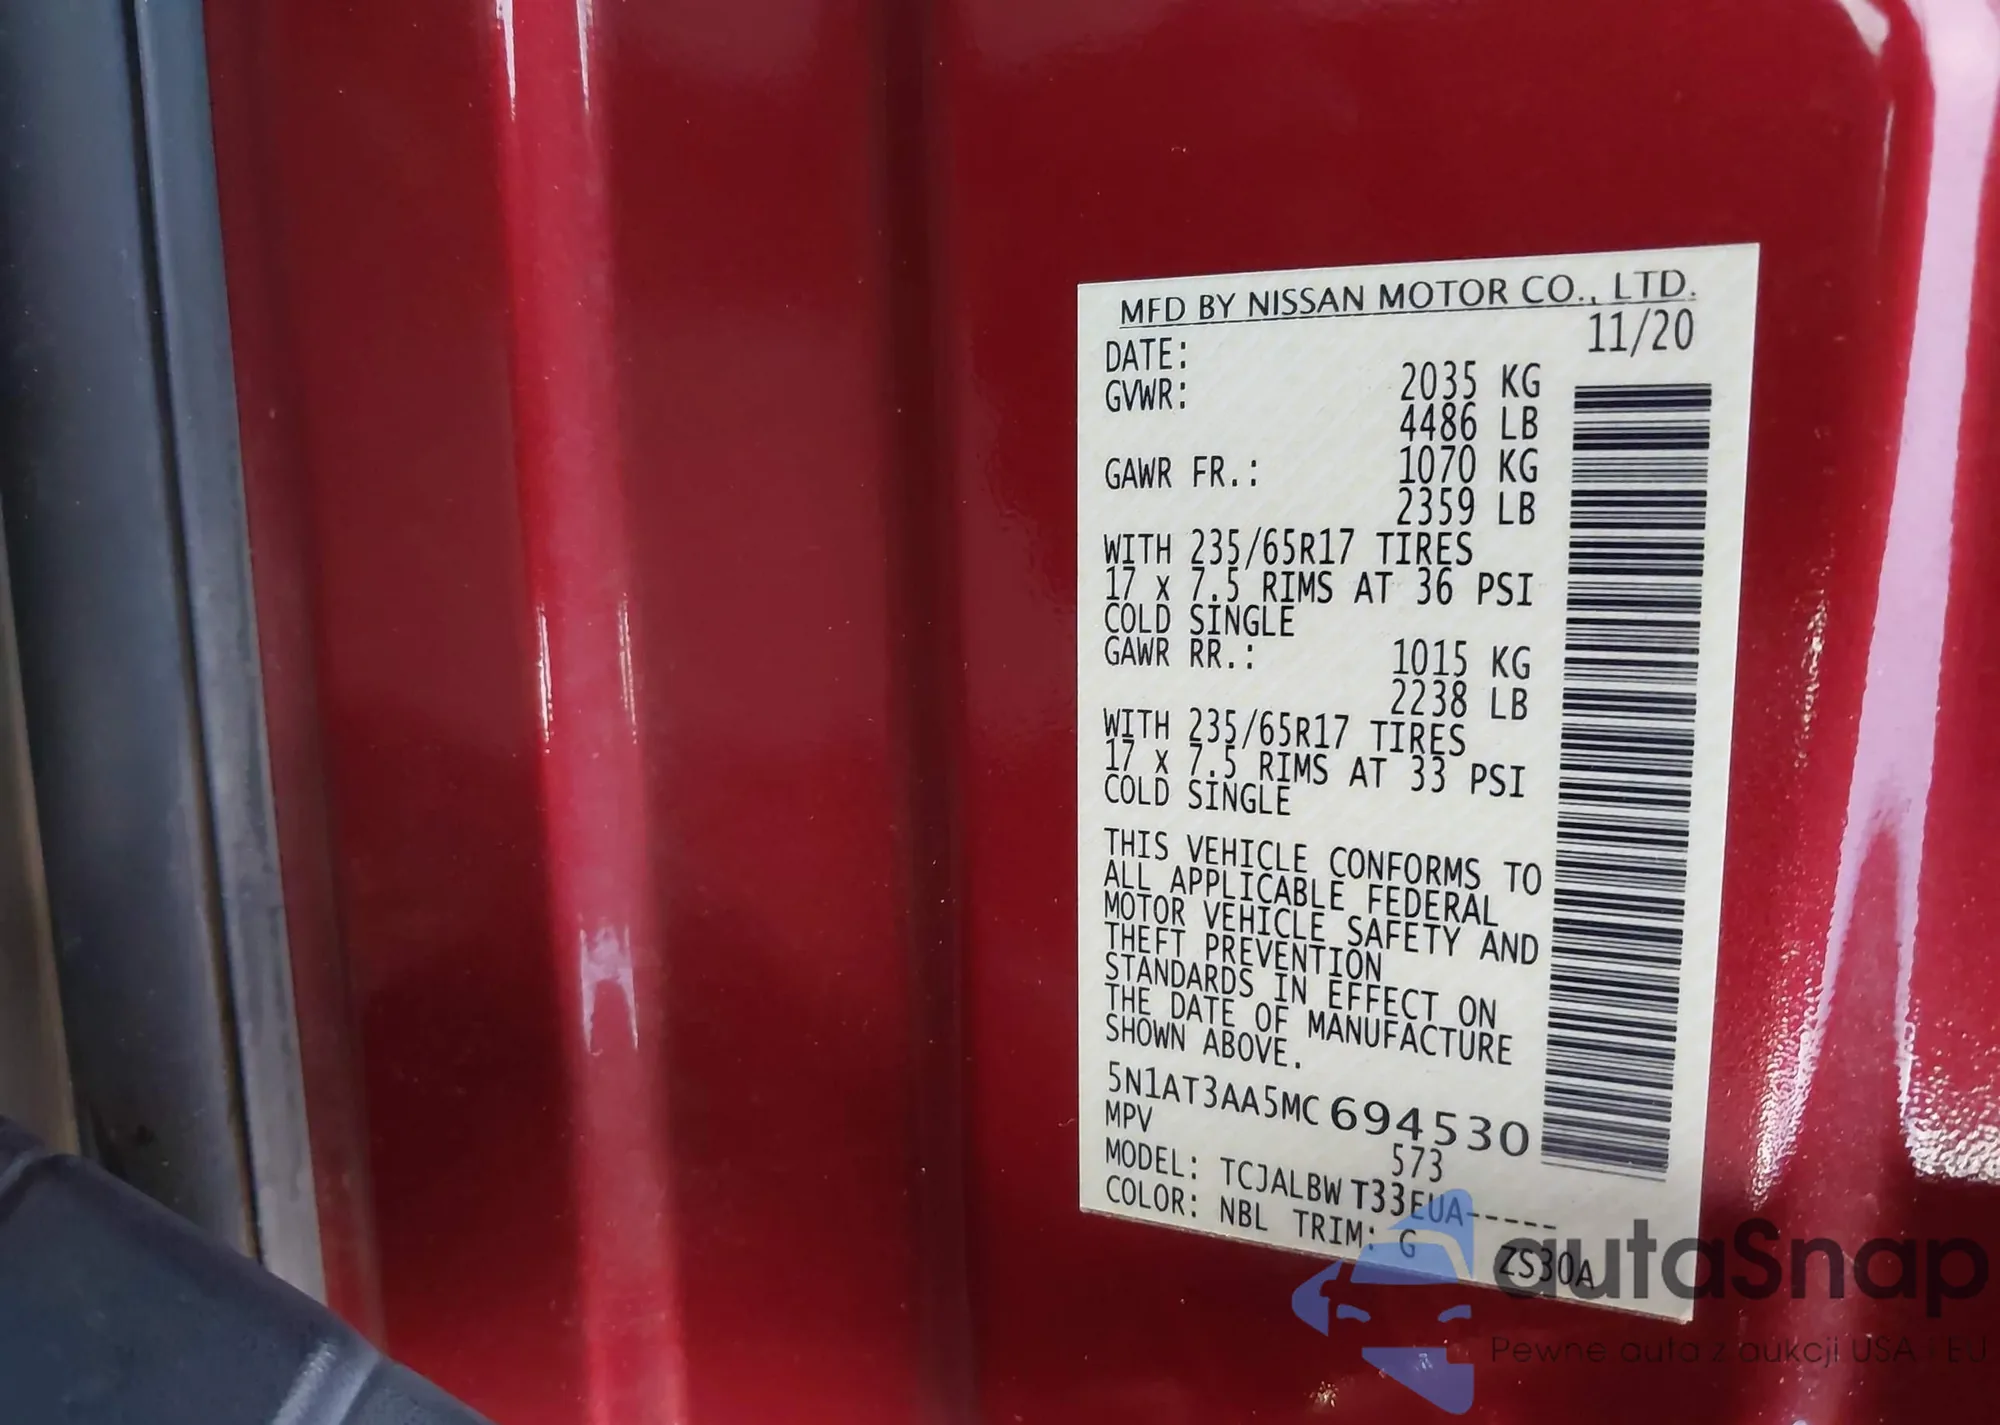 MFD BY NISSAN MOTOR CO., LTD.
DATE: 11/20
GVWR: 2035 KG
4486 LB
GAWR FR.: 1070 KG
2359 LB
WITH 235/65R17 TIRES
17 x 7.5 RIMS AT 36 PSI
COLD SINGLE
GAWR RR.: 1015 KG
2238 LB
WITH 235/65R17 TIRES
17 x 7.5 RIMS AT 33 PSI
COLD SINGLE
THIS VEHICLE CONFORMS TO
ALL APPLICABLE FEDERAL
MOTOR VEHICLE SAFETY AND
THEFT PREVENTION
STANDARDS IN EFFECT ON
THE DATE OF MANUFACTURE
SHOWN ABOVE.
5N1AT3AA5MC 694530
MPV 573
MODEL: TCJALBW T33EUA-----
COLOR: NBL TRIM: G ZS30A
autaSnap
Pewne auta z aukcji USA i EU